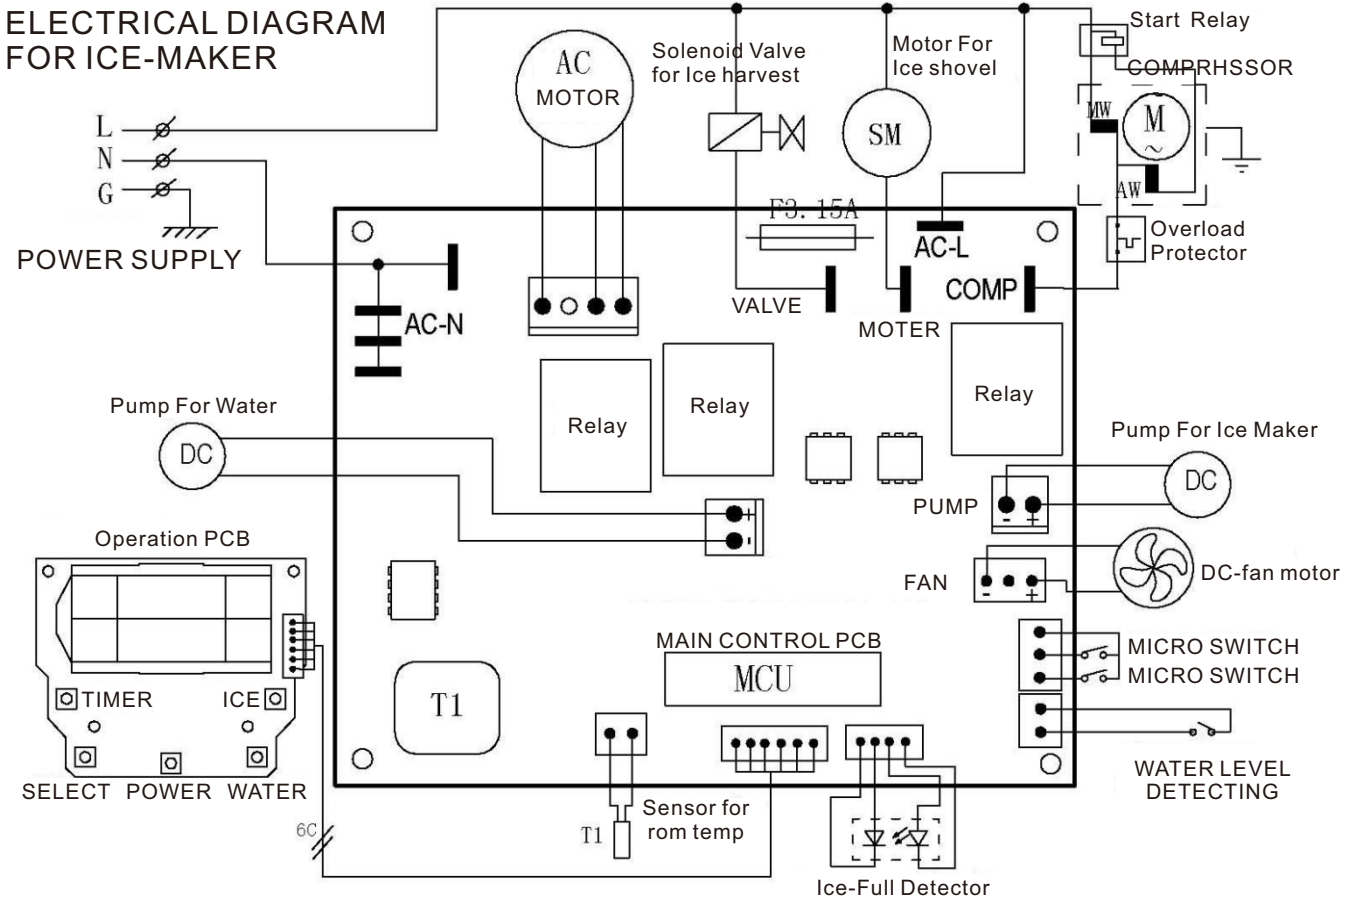 ELECTRICAL DIAGRAM
FOR ICE-MAKER
Start Relay
Solenoid Valve
for Ice harvest
Motor For
Ice shovel
AC
MOTOR
COMPRHSSOR
MW
M
~
SM
L
N
G
AW
F3. 15A
POWER SUPPLY
Overload
Protector
AC-L
COMP
VALVE
MOTER
AC-N
Relay
Relay
Relay
Pump For Water
DC
Pump For Ice Maker
DC
PUMP
- +
+
-
Operation PCB
FAN
- +
DC-fan motor
MAIN CONTROL PCB
MCU
MICRO SWITCH
MICRO SWITCH
TIMER
ICE
T1
SELECT
POWER
WATER
WATER LEVEL
DETECTING
Sensor for
rom temp
T1
6C
Ice-Full Detector